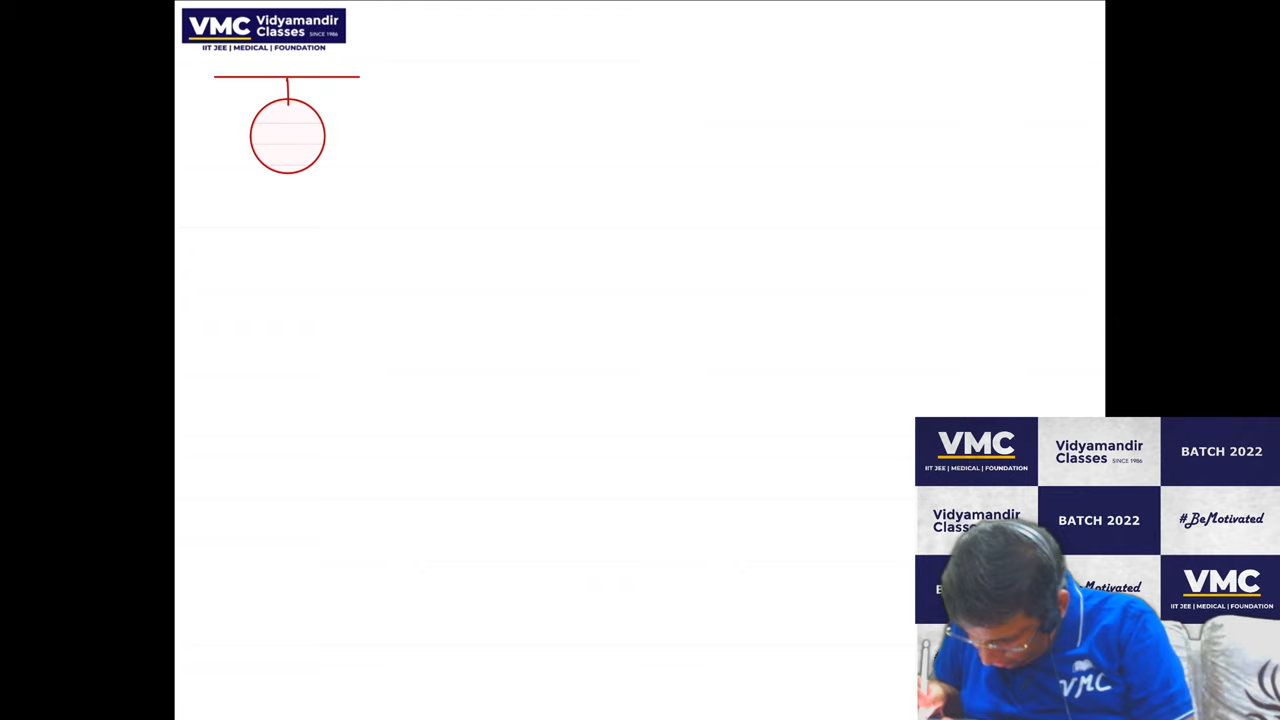 VMC Vidyamandir Classes SINCE 1986
IIT JEE | MEDICAL | FOUNDATION
VMC
IIT JEE | MEDICAL | FOUNDATION
Vidyamandir
Classes SINCE 1986
BATCH 2022
Vidyamandir
BATCH 2022
#BeMotivated
VMC
IIT JEE | MEDICAL | FOUNDATION
VMC